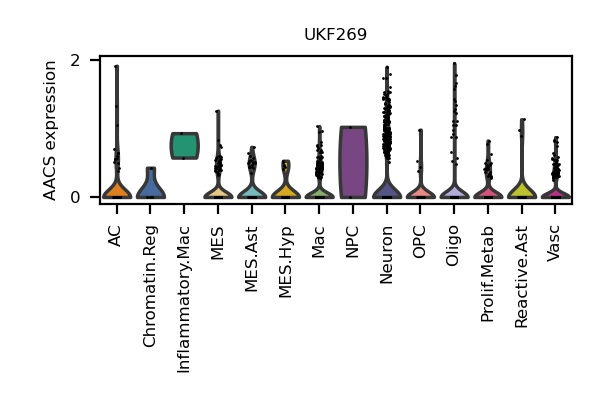 UKF269
AACS expression
2
0
AC
Chromatin.Reg
Inflammatory.Mac
MES
MES.Ast
MES.Hyp
Mac
NPC
Neuron
OPC
Oligo
Prolif.Metab
Reactive.Ast
Vasc